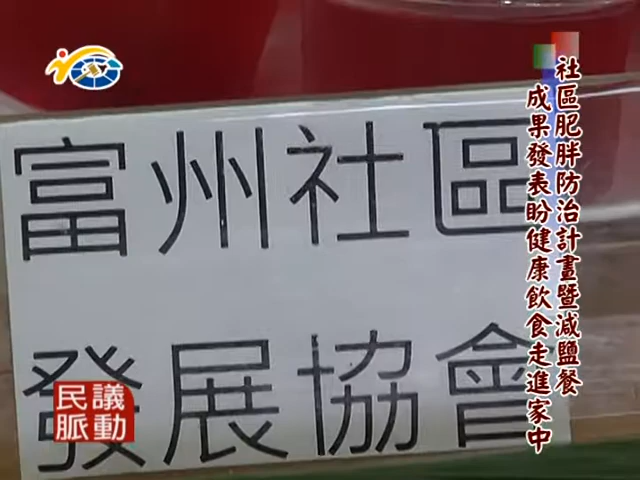 富州社區
發展協會
社區肥胖防治計畫暨減鹽餐
成果發表盼健康飲食走進家中
民議
脈動